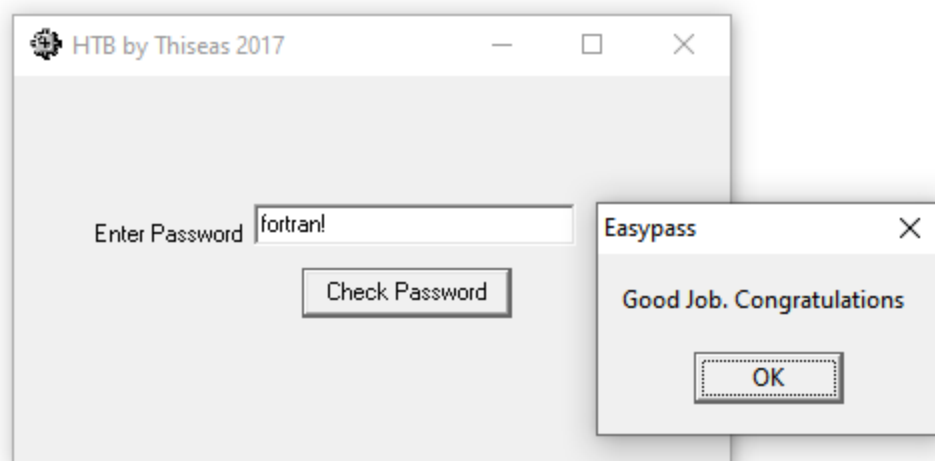 HTB by Thiseas 2017
Enter Password
fortran!
Check Password
Easypass
Good Job. Congratulations
OK